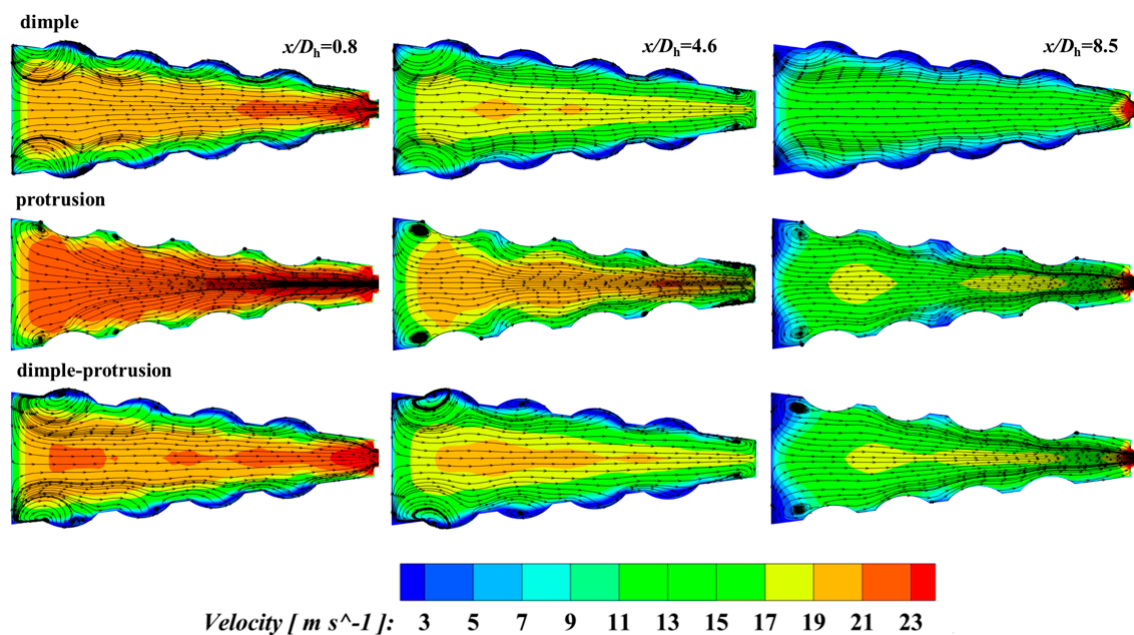 dimple
x/Dh=0.8
x/Dh=4.6
x/Dh=8.5
protrusion
dimple-protrusion
Velocity [ m s^-1 ]: 3 5 7 9 11 13 15 17 19 21 23